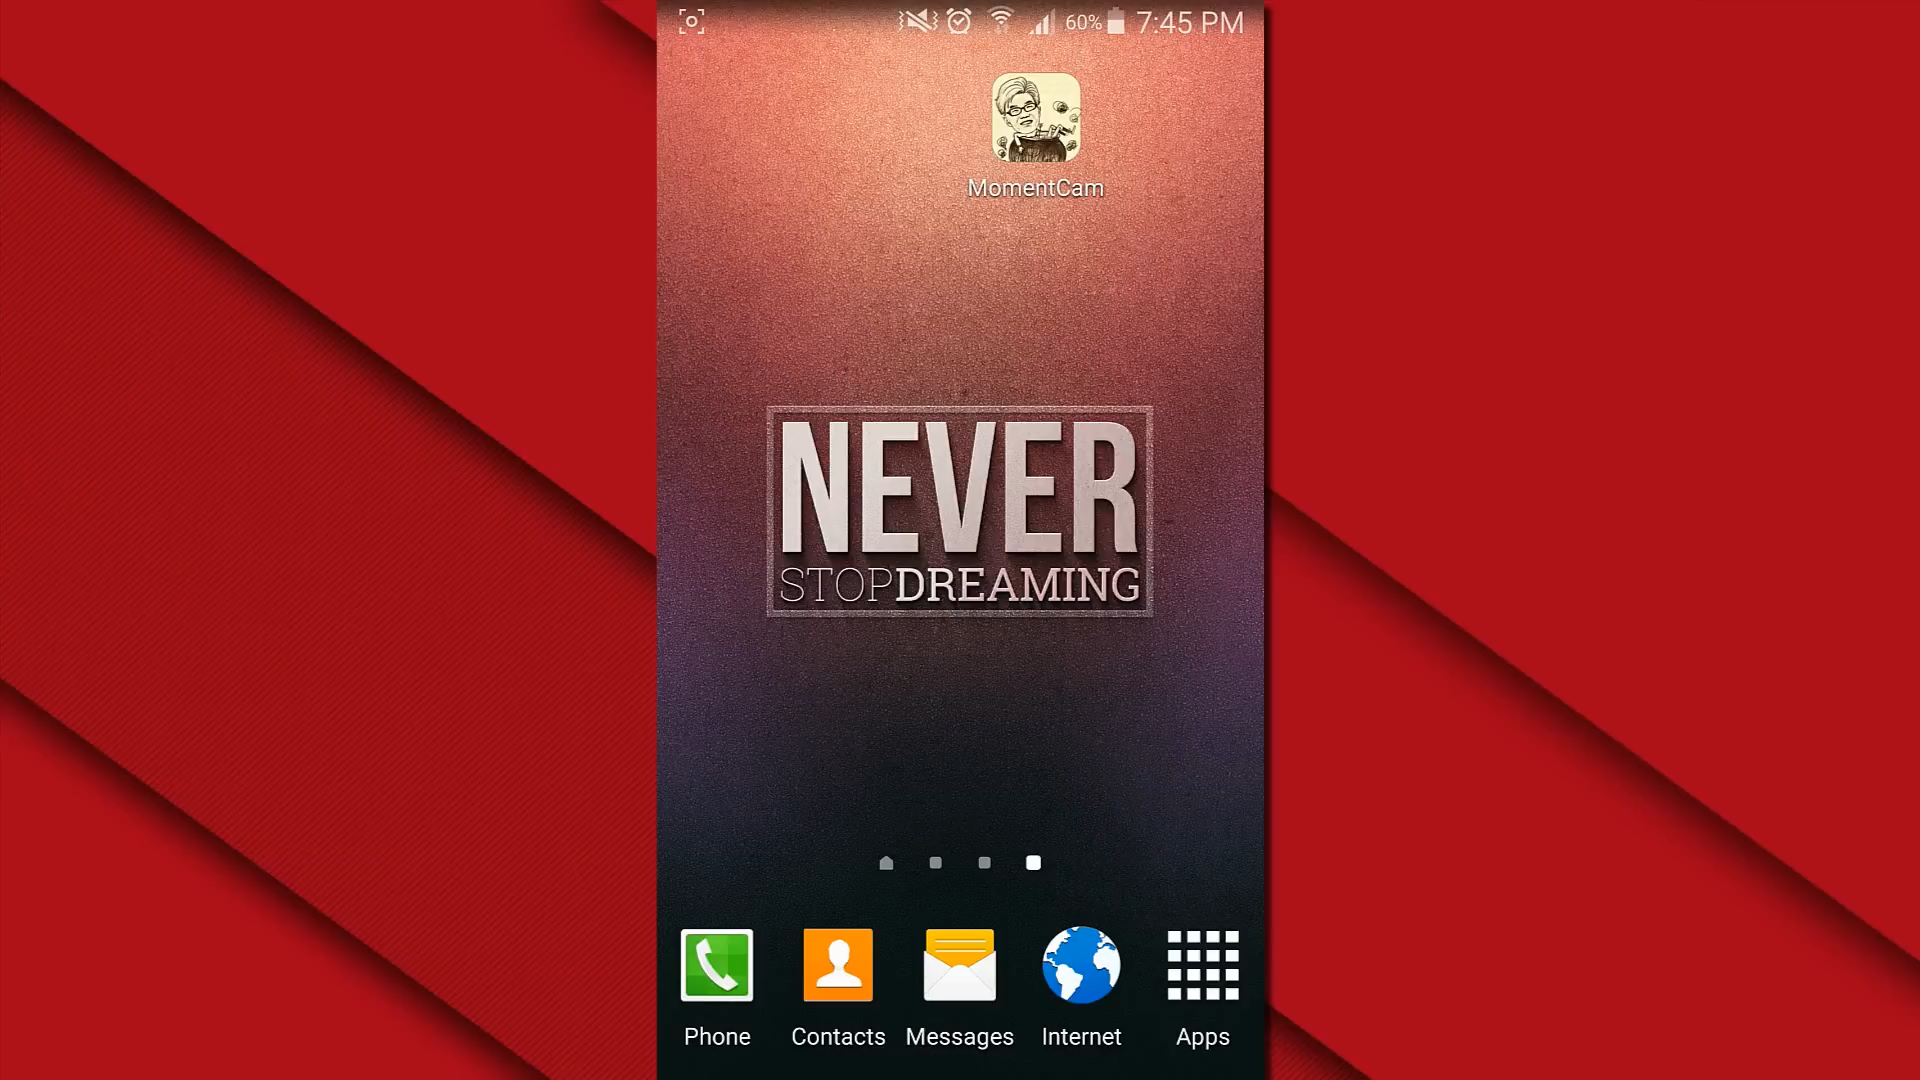 60% 7:45 PM
MomentCam
NEVER
STOPDREAMING
Phone Contacts Messages Internet Apps